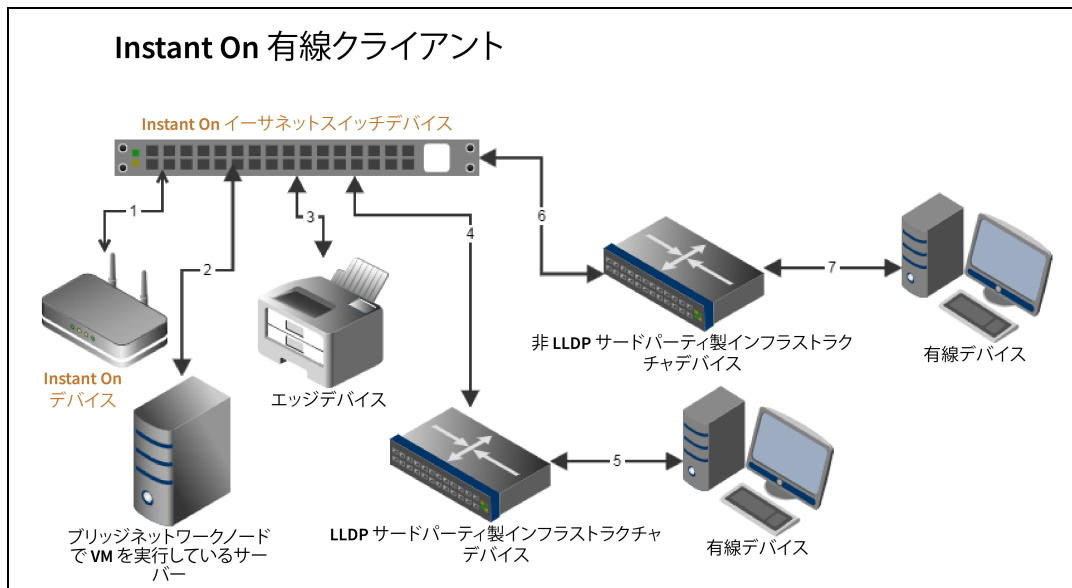 Instant On 有線クライアント
Instant On イーサネットスイッチデバイス
1
2
3
4
6
7
Instant On
デバイス
エッジデバイス
非 LLDP サードパーティ製インフラストラク
チャデバイス
有線デバイス
5
ブリッジネットワークノード
で VM を実行しているサー
バー
LLDP サードパーティ製インフラストラクチャ
デバイス
有線デバイス